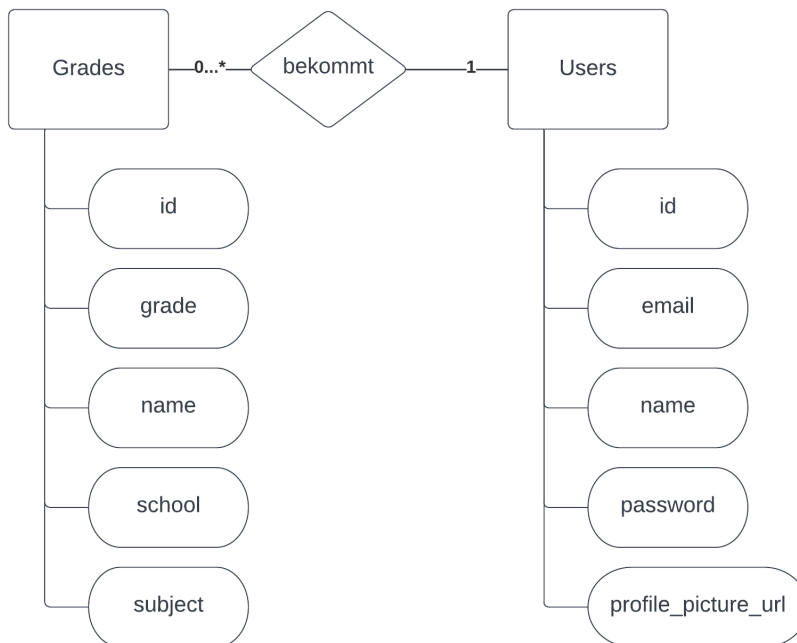 Grades
0...*
bekommt
1
Users
id
grade
name
school
subject
id
email
name
password
profile_picture_url